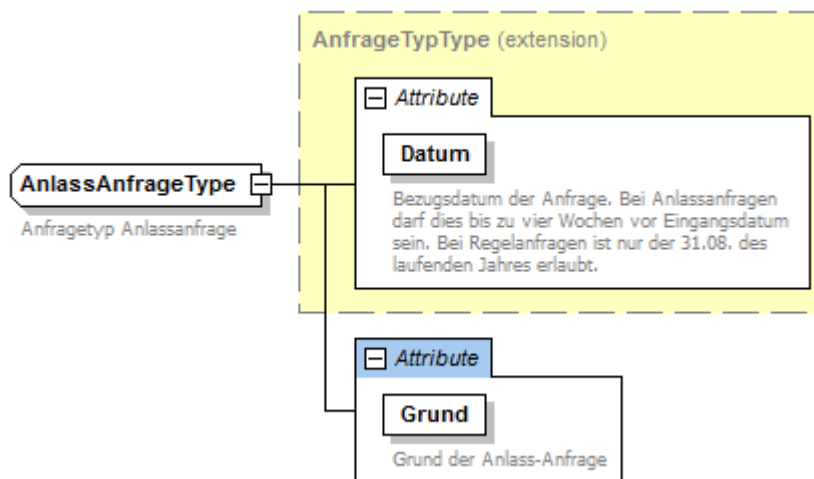 AnfrageTypType (extension)
Attribute
Datum
Bezugsdatum der Anfrage. Bei Anlassanfragen
darf dies bis zu vier Wochen vor Eingangsdatum
sein. Bei Regelanfragen ist nur der 31.08. des
laufenden Jahres erlaubt.
AnlassAnfrageType
Anfragetyp Anlassanfrage
Attribute
Grund
Grund der Anlass-Anfrage